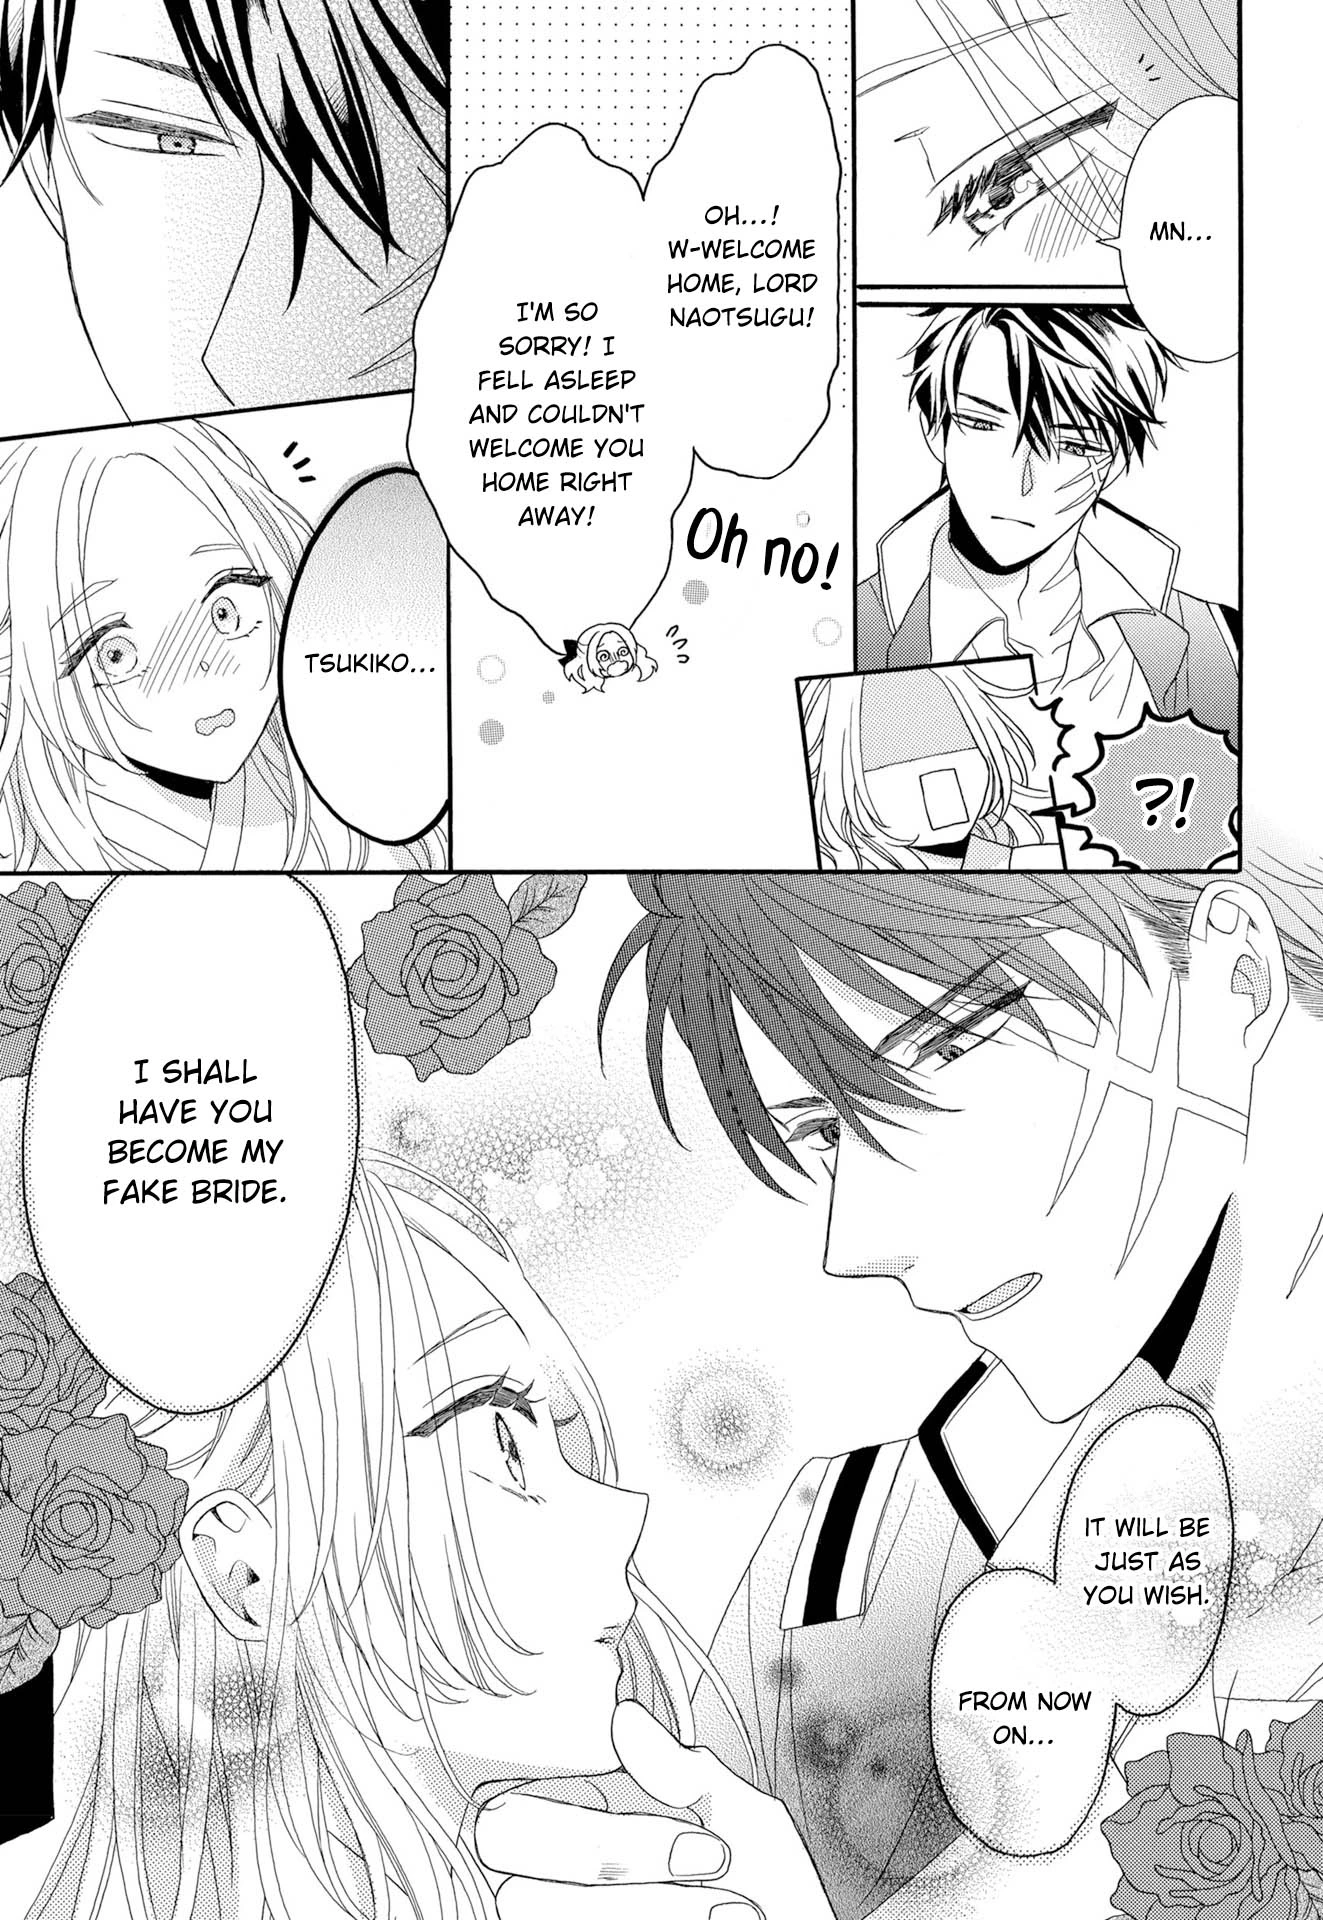 MN...
?!
OH...!
W-WELCOME
HOME, LORD
NAOTSUGU!
I'M SO
SORRY! I
FELL ASLEEP
AND COULDN'T
WELCOME YOU
HOME RIGHT
AWAY!
Oh no!
TSUKIKO...
IT WILL BE
JUST AS
YOU WISH.
FROM NOW
ON...
I SHALL
HAVE YOU
BECOME MY
FAKE BRIDE.